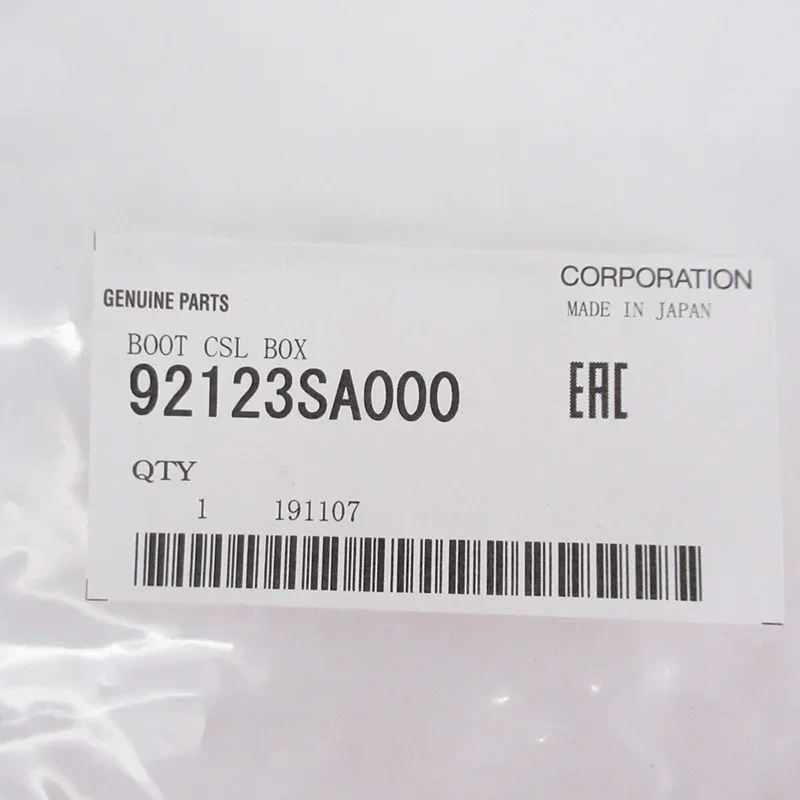 GENUINE PARTS
CORPORATION
MADE IN JAPAN
BOOT CSL BOX
92123SA000
EAC
QTY
1 191107